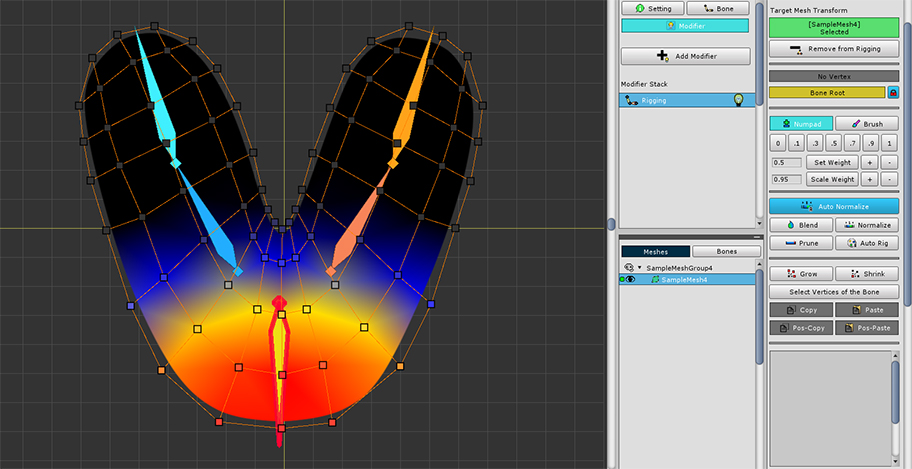 Setting
Bone
Modifier
Add Modifier
Modifier Stack
Rigging
Meshes
Bones
SampleMeshGroup4
SampleMesh4
Target Mesh Transform
[SampleMesh4]
Selected
Remove from Rigging
No Vertex
Bone Root
Numpad
Brush
0 .1 .3 .5 .7 .9 1
0.5 Set Weight + -
0.95 Scale Weight + -
Auto Normalize
Blend
Normalize
Prune
Auto Rig
Grow
Shrink
Select Vertices of the Bone
Copy
Paste
Pos-Copy
Pos-Paste